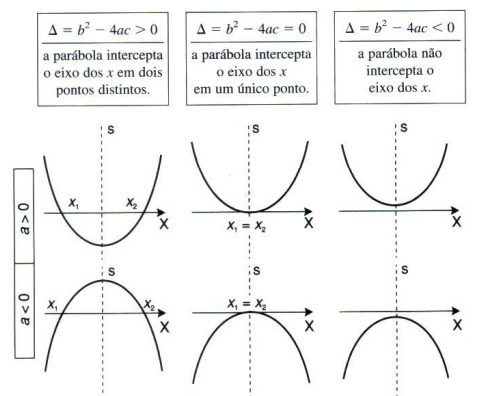 Δ = b² − 4ac > 0
a parábola intercepta
o eixo dos x em dois
pontos distintos.
Δ = b² − 4ac = 0
a parábola intercepta
o eixo dos x
em um único ponto.
Δ = b² − 4ac < 0
a parábola não
intercepta o
eixo dos x.
a > 0
S
X₁
X₂
X
S
X₁ = X₂
X
S
X
a < 0
S
X₁
X₂
X
S
X₁ = X₂
X
S
X